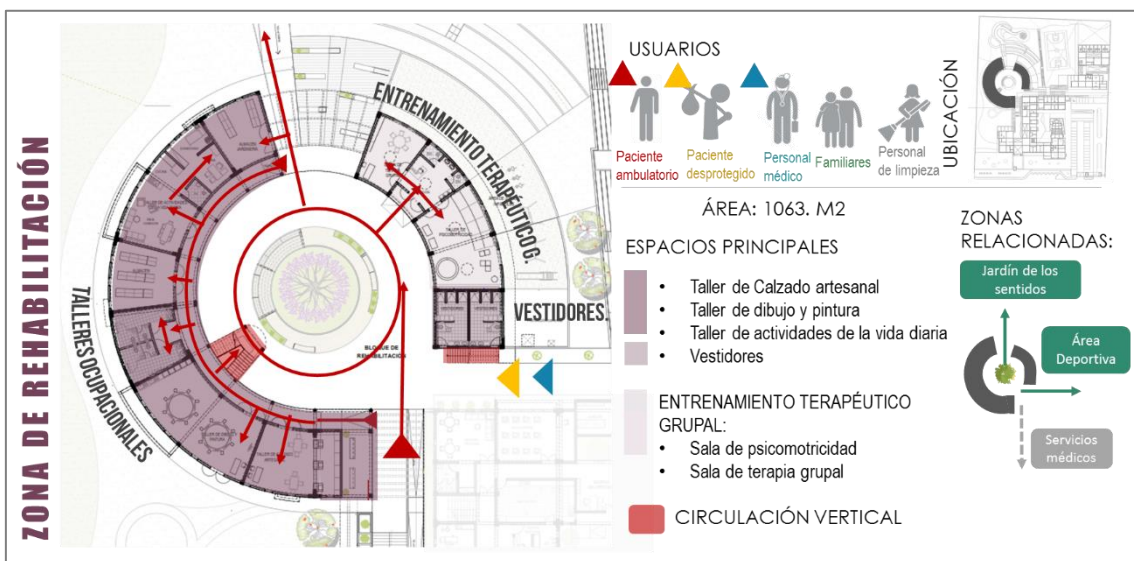 ZONA DE REHABILITACIÓN
TALLERES OCUPACIONALES
ENTRENAMIENTO TERAPÉUTICO G.
VESTIDORES.
BLOQUE DE
REHABILITACIÓN
USUARIOS
Paciente
ambulatorio
Paciente
desprotegido
Personal
médico
Familiares
Personal
de limpieza
UBICACIÓN
ÁREA: 1063. M2
ESPACIOS PRINCIPALES
• Taller de Calzado artesanal
• Taller de dibujo y pintura
Taller de actividades de la vida diaria
• Vestidores
ENTRENAMIENTO TERAPÉUTICO
GRUPAL:
• Sala de psicomotricidad
• Sala de terapia grupal
CIRCULACIÓN VERTICAL
ZONAS
RELACIONADAS:
Jardín de los
sentidos
Área
Deportiva
Servicios
médicos